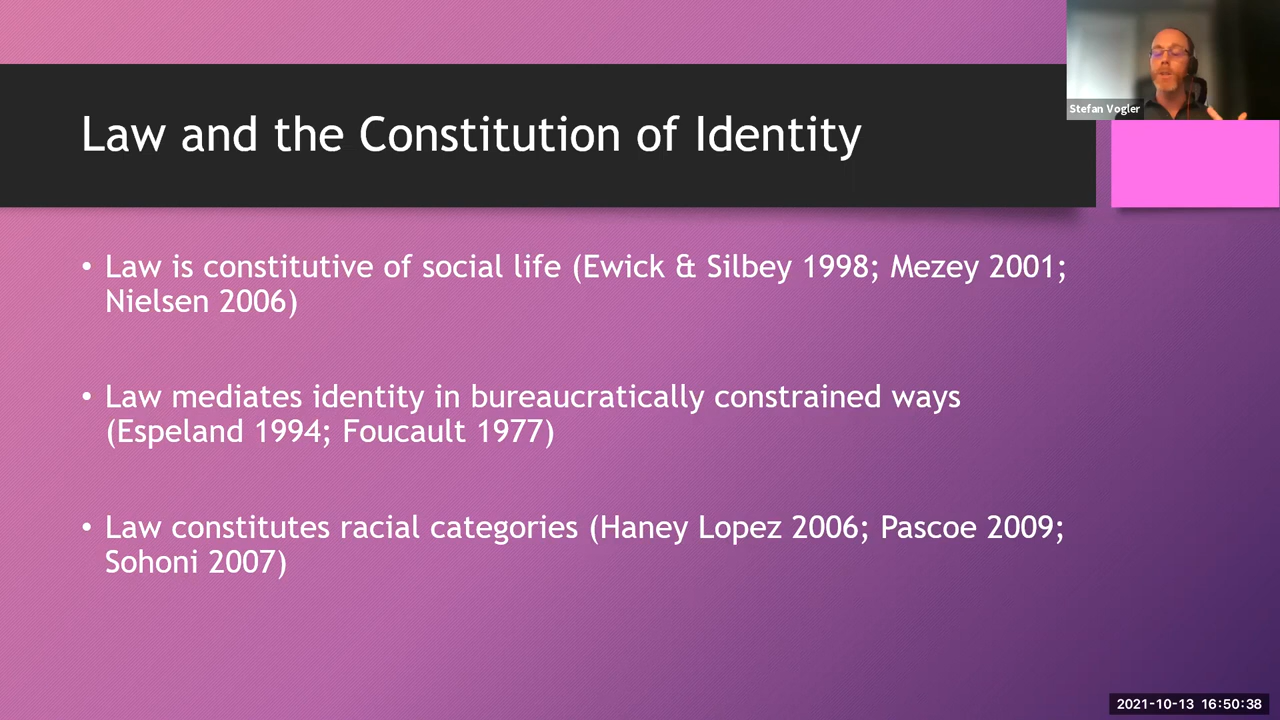 Stefan Vogler
Law and the Constitution of Identity
• Law is constitutive of social life (Ewick & Silbey 1998; Mezey 2001;
Nielsen 2006)
• Law mediates identity in bureaucratically constrained ways
(Espeland 1994; Foucault 1977)
• Law constitutes racial categories (Haney Lopez 2006; Pascoe 2009;
Sohoni 2007)
2021-10-13 16:50:38